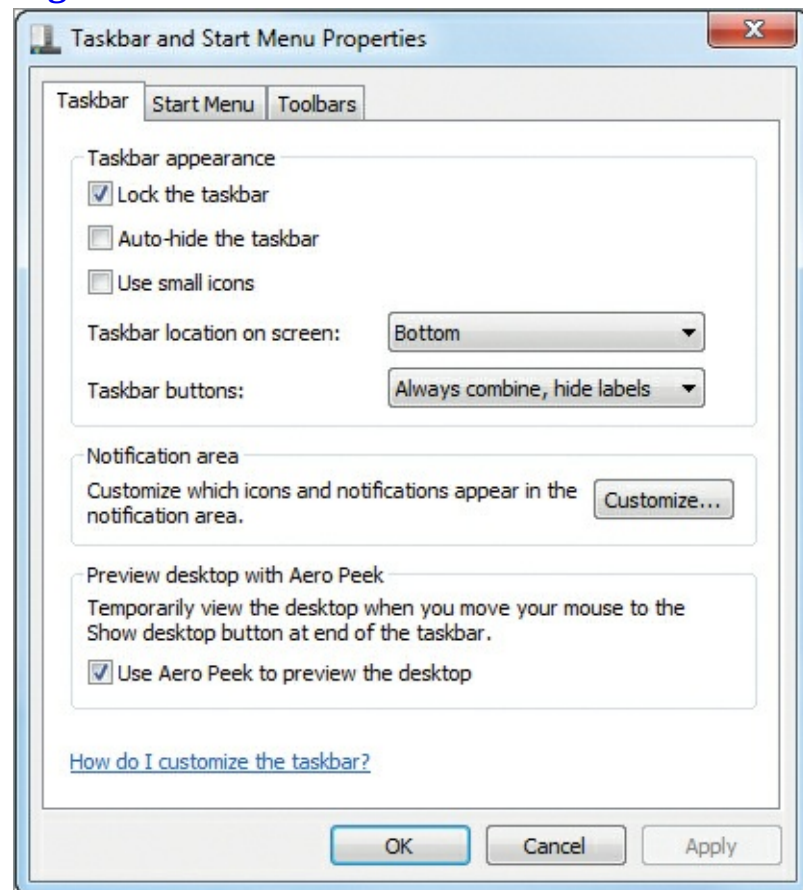 Taskbar and Start Menu Properties
Taskbar Start Menu Toolbars
Taskbar appearance
Lock the taskbar
Auto-hide the taskbar
Use small icons
Taskbar location on screen: Bottom
Taskbar buttons: Always combine, hide labels
Notification area
Customize which icons and notifications appear in the
notification area.
Customize...
Preview desktop with Aero Peek
Temporarily view the desktop when you move your mouse to the
Show desktop button at end of the taskbar.
Use Aero Peek to preview the desktop
How do I customize the taskbar?
OK Cancel Apply